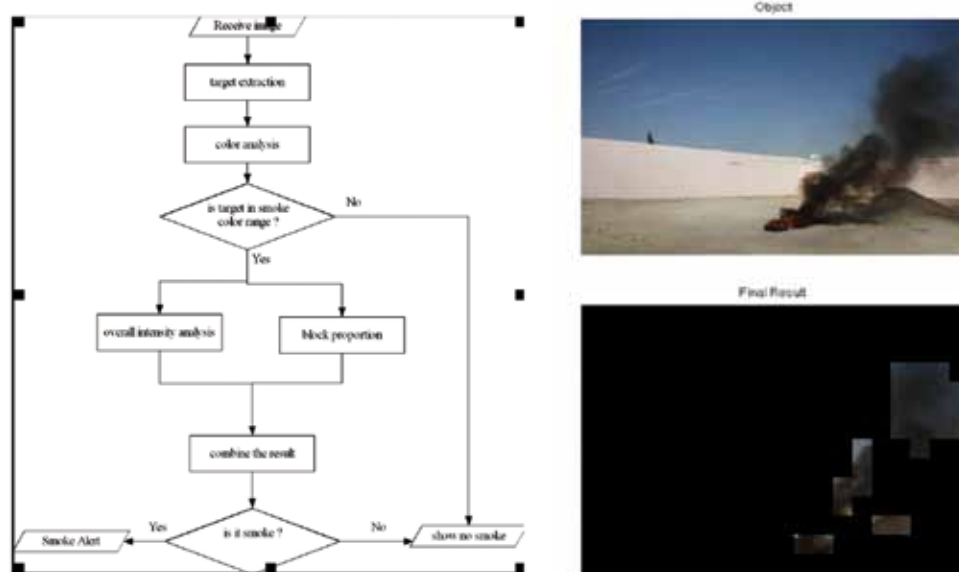 Receive image
target extraction
color analysis
is target in smoke
color range ?
No
Yes
overall intensity analysis
block proportion
combine the result
is it smoke ?
Yes
No
Smoke Alert
show no smoke
Object
Final Result